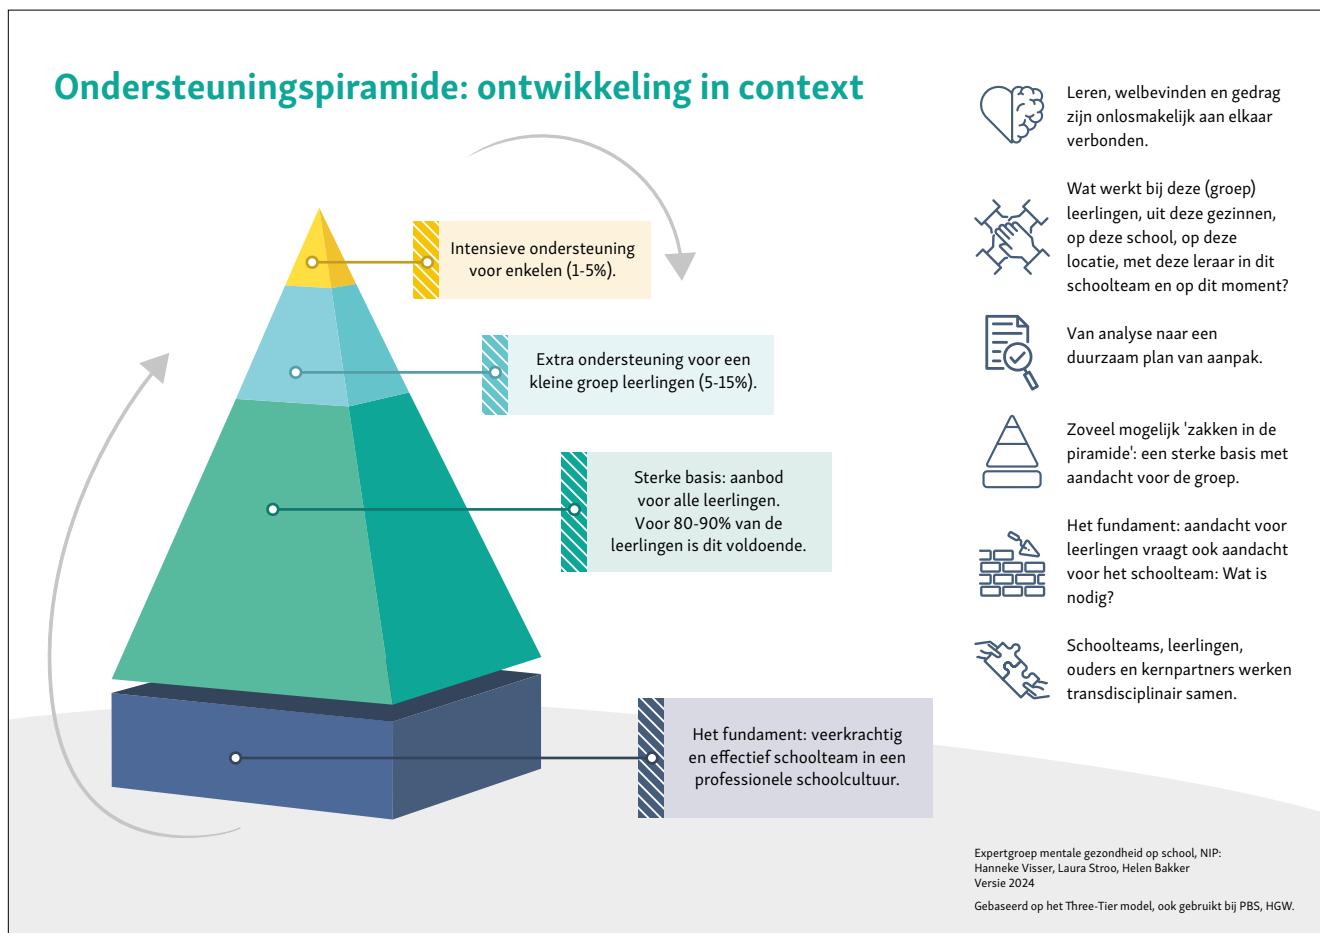 Ondersteuningspiramide: ontwikkeling in context
Intensieve ondersteuning
voor enkelen (1-5%).
Extra ondersteuning voor een
kleine groep leerlingen (5-15%).
Sterke basis: aanbod
voor alle leerlingen.
Voor 80-90% van de
leerlingen is dit voldoende.
Het fundament: veerkrachtig
en effectief schoolteam in een
professionele schoolcultuur.
Leren, welbevinden en gedrag
zijn onlosmakelijk aan elkaar
verbonden.
Wat werkt bij deze (groep)
leerlingen, uit deze gezinnen,
op deze school, op deze
locatie, met deze leraar in dit
schoolteam en op dit moment?
Van analyse naar een
duurzaam plan van aanpak.
Zoveel mogelijk 'zakken in de
piramide': een sterke basis met
aandacht voor de groep.
Het fundament: aandacht voor
leerlingen vraagt ook aandacht
voor het schoolteam: Wat is
nodig?
Schoolteams, leerlingen,
ouders en kernpartners werken
transdisciplinair samen.
Expertgroep mentale gezondheid op school, NIP:
Hanneke Visser, Laura Stroo, Helen Bakker
Versie 2024
Gebaseerd op het Three-Tier model, ook gebruikt bij PBS, HGW.